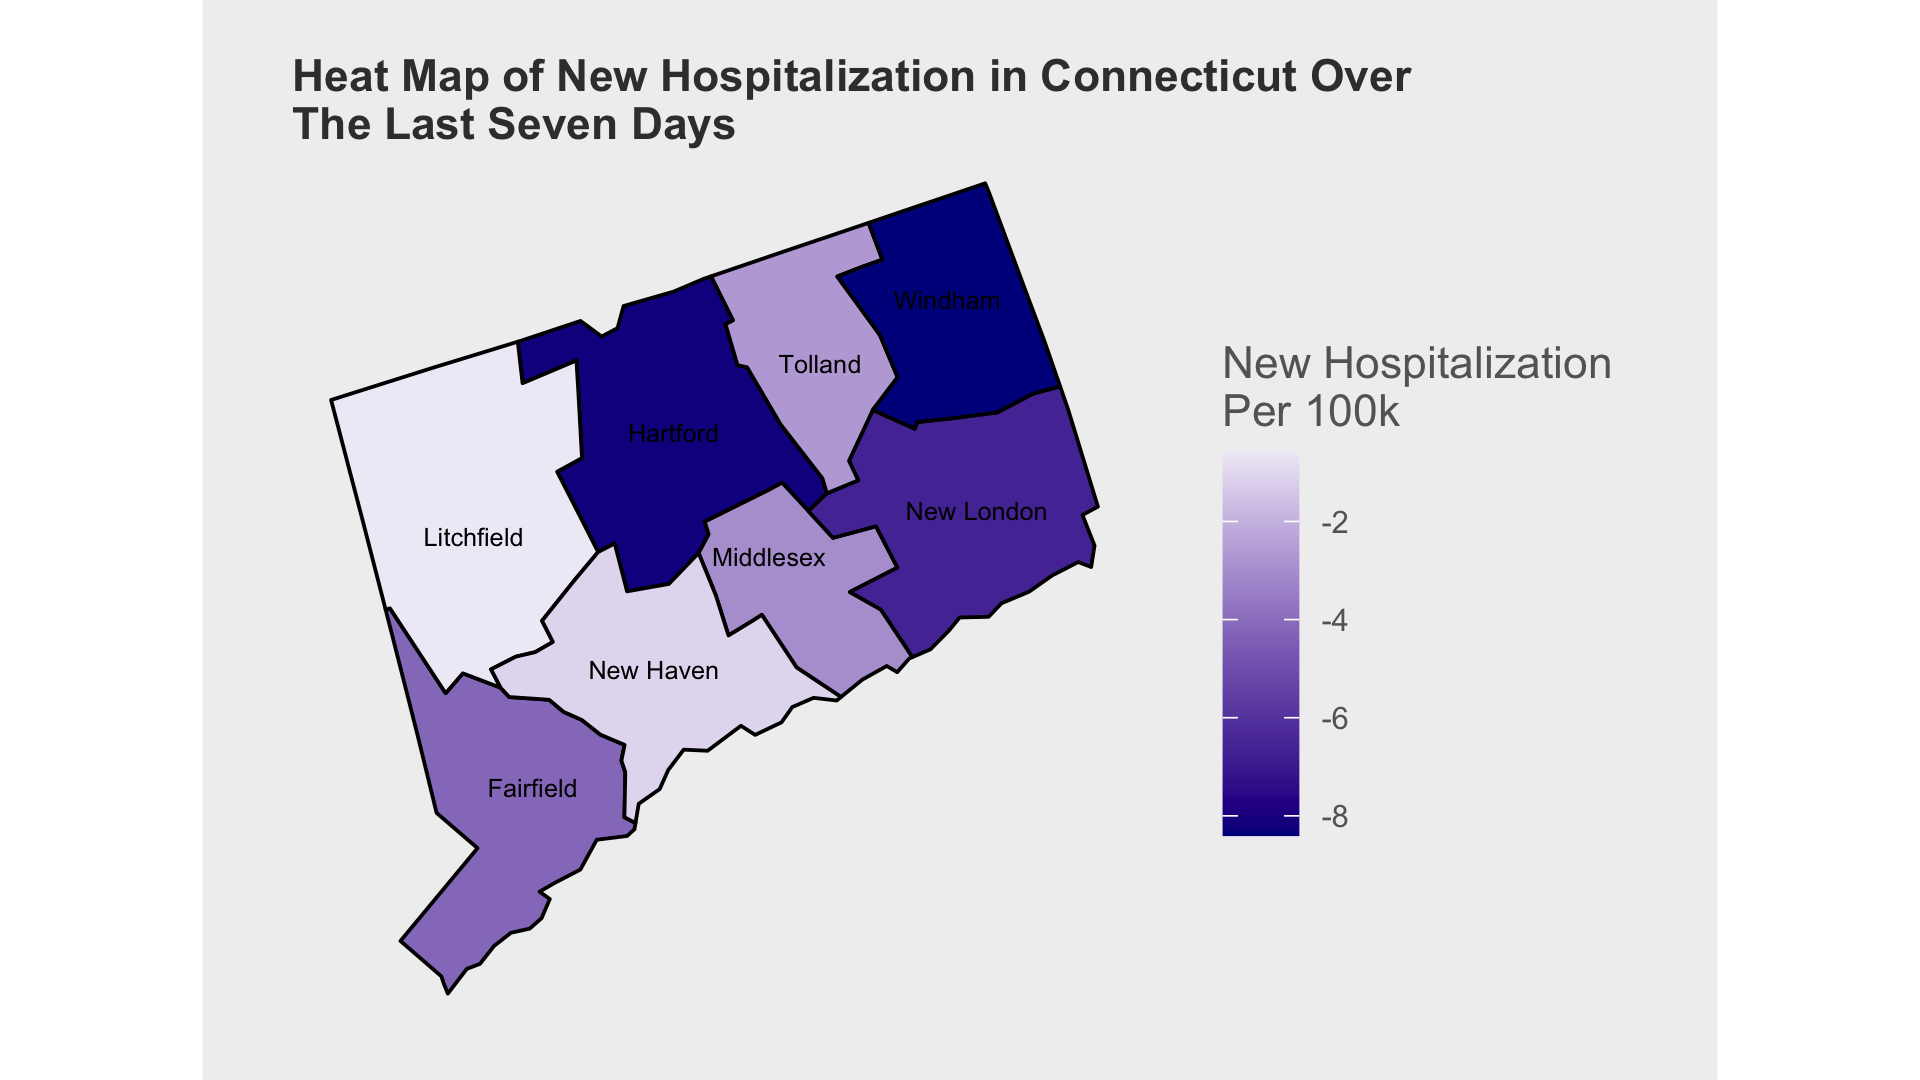 Heat Map of New Hospitalization in Connecticut Over
The Last Seven Days
Windham
Tolland
Hartford
New London
Litchfield
Middlesex
New Haven
Fairfield
New Hospitalization
Per 100k
-2
-4
-6
-8